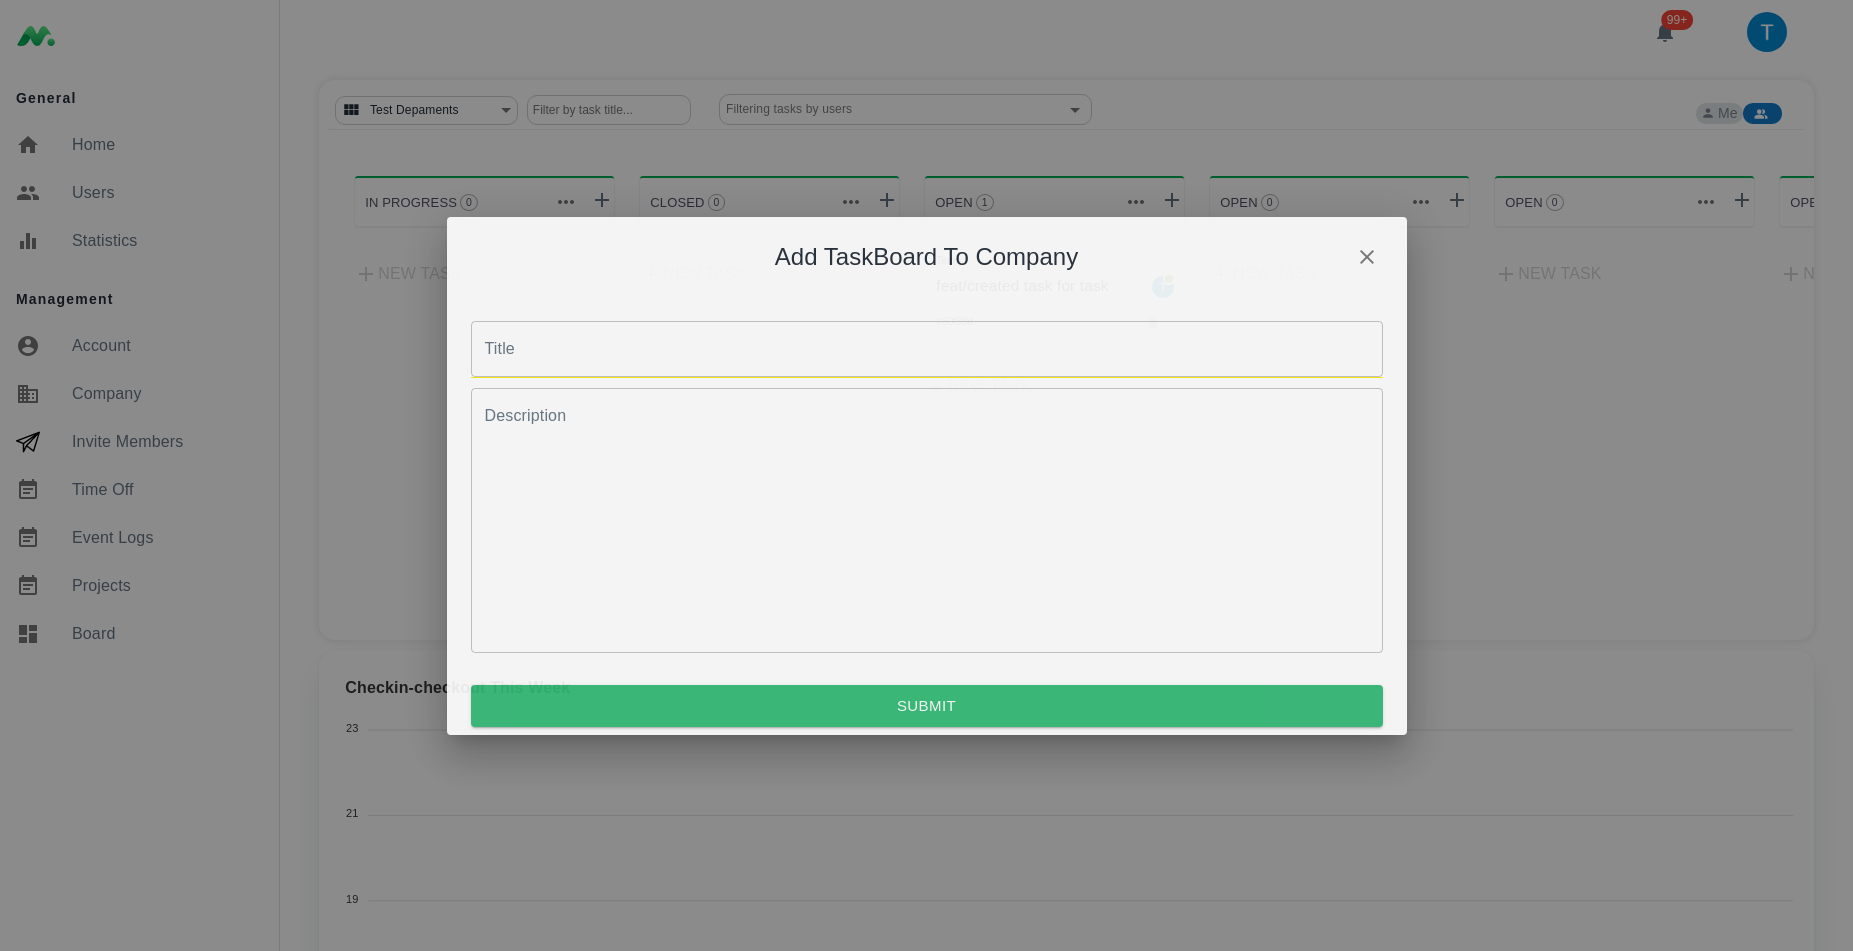 99+
T
General
Home
Users
Statistics
Management
Account
Company
Invite Members
Time Off
Event Logs
Projects
Board
Test Depaments
Filter by task title...
Filtering tasks by users
Me
IN PROGRESS 0
CLOSED 0
OPEN 1
OPEN 0
OPEN 0
NEW TAS
NEW TASK
Add TaskBoard To Company
feat/created task for task
Title
Description
SUBMIT
Checkin-checkout This Week
23
21
19